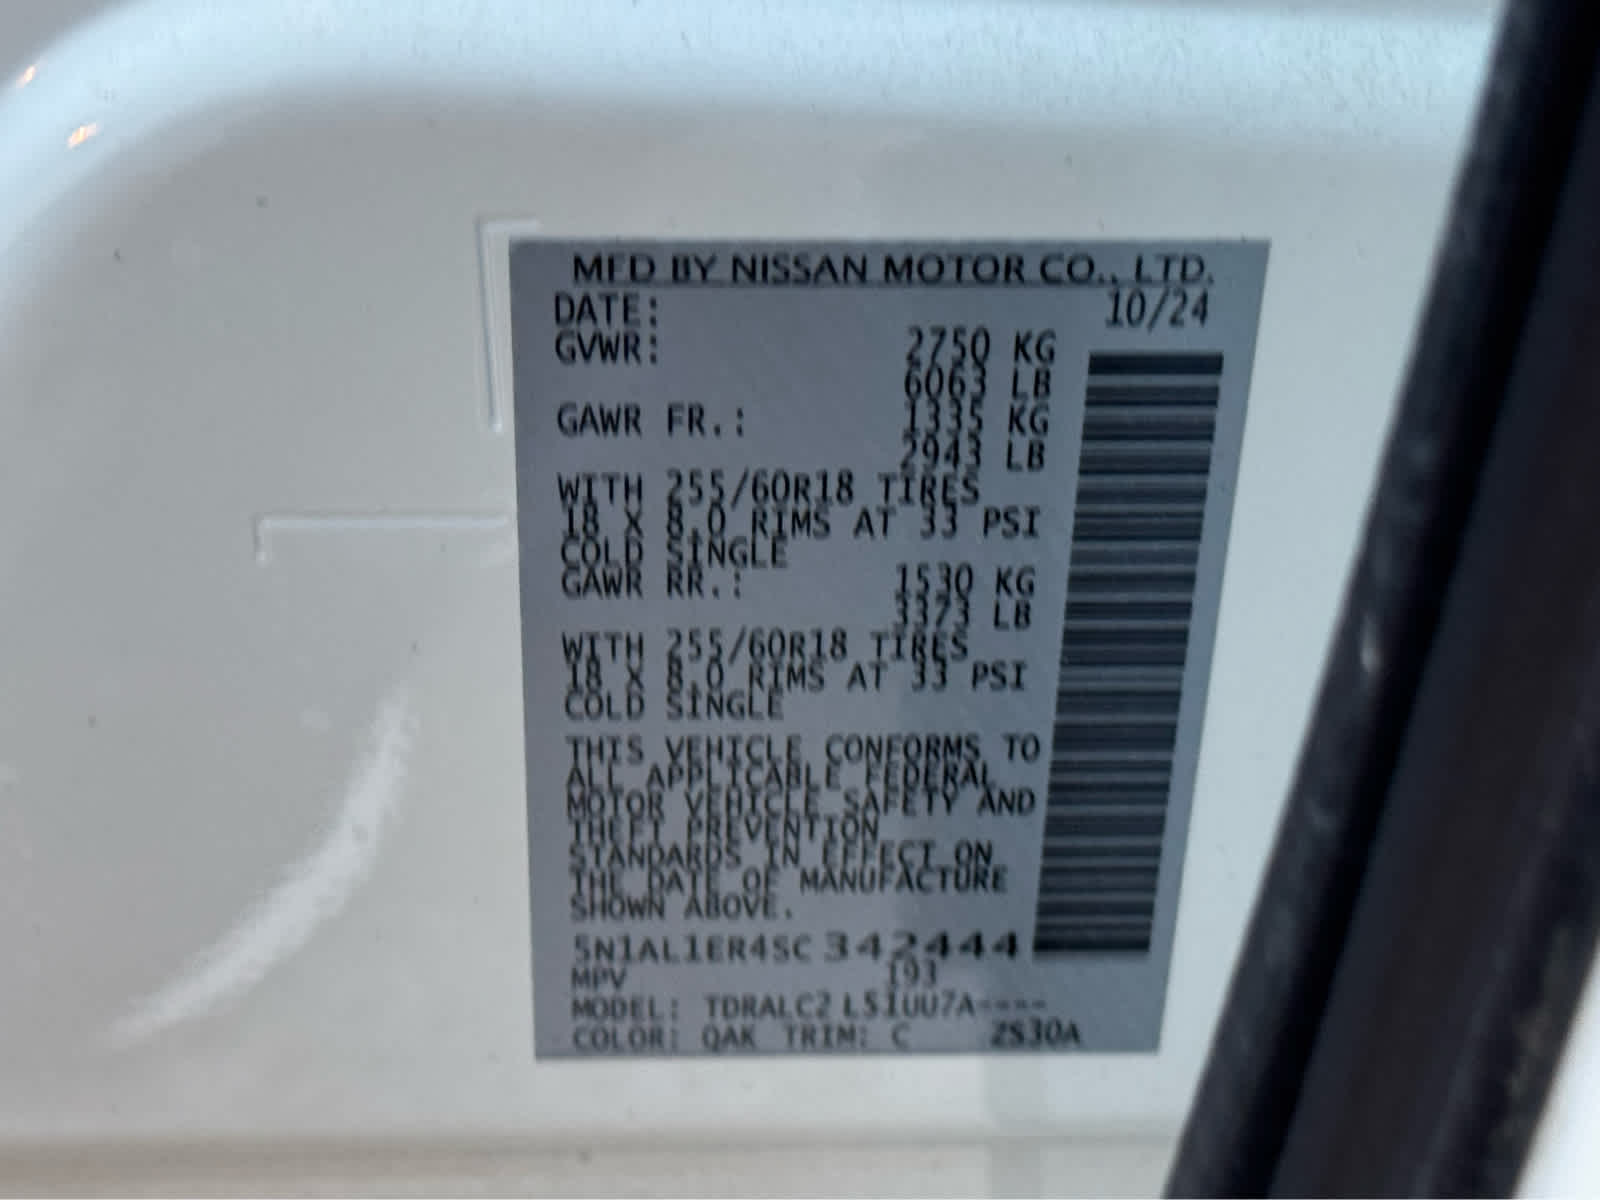 MFD BY NISSAN MOTOR CO., LTD.
DATE: 10/24
GVWR: 2750 KG
6063 LB
GAWR FR.: 1335 KG
2943 LB
WITH 255/60R18 TIRES
18 X 8.0 RIMS AT 33 PSI
COLD SINGLE
GAWR RR.: 1530 KG
3373 LB
WITH 255/60R18 TIRES
18 X 8.0 RIMS AT 33 PSI
COLD SINGLE
THIS VEHICLE CONFORMS TO
ALL APPLICABLE FEDERAL
MOTOR VEHICLE SAFETY AND
THEFT PREVENTION
STANDARDS IN EFFECT ON
THE DATE OF MANUFACTURE
SHOWN ABOVE.
5N1AL1ER4SC342444
MPV 193
MODEL: TDRALC2 L51UU7A----
COLOR: QAK TRIM: C 2S30A